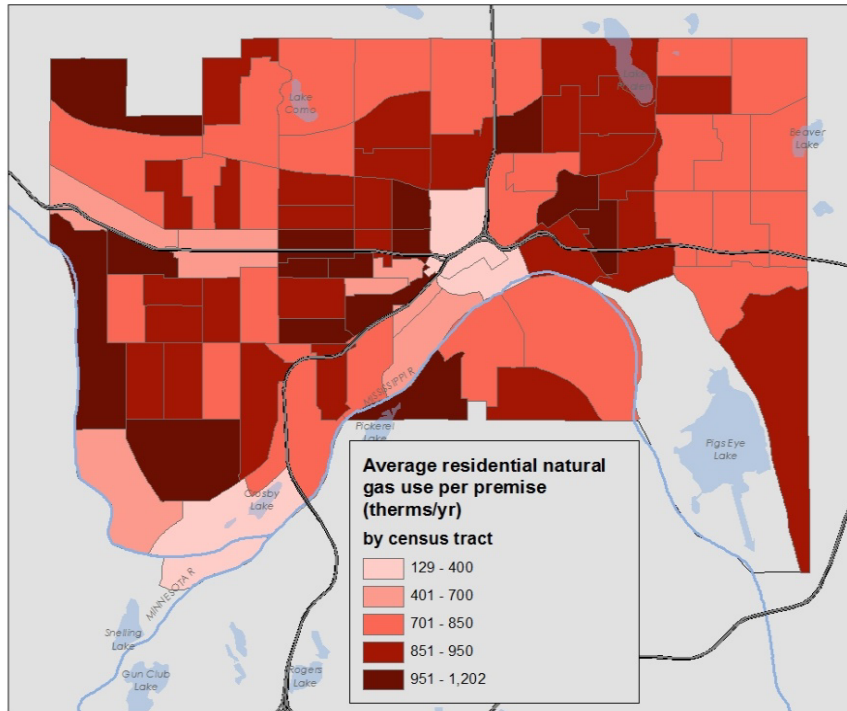 Lake
Como
Lake
Phalen
Beaver
Lake
MISSISSIPPI R
Pickerel
Lake
Pigs Eye
Lake
Crosby
Lake
MINNESOTA R
Snelling
Lake
Gun Club
Lake
Rogers
Lake
Average residential natural
gas use per premise
(therms/yr)
by census tract
129 - 400
401 - 700
701 - 850
851 - 950
951 - 1,202